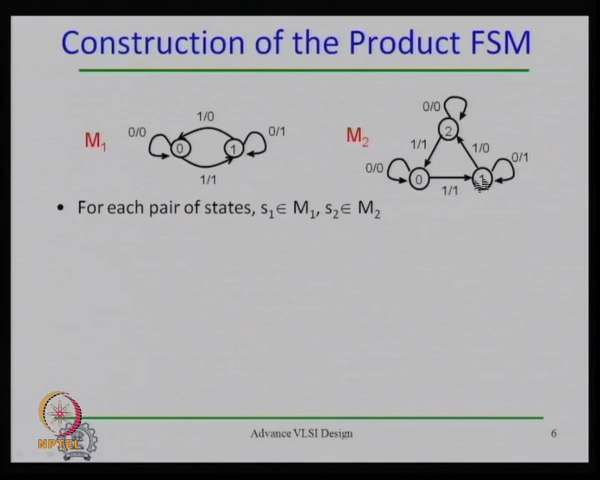 Construction of the Product FSM
M1
0/0
1/0
0
1
0/1
1/1
M2
0/0
2
1/1
1/0
0/0
0
1
0/1
1/1
• For each pair of states, s1∈ M1, s2∈ M2
NPTEL
Advance VLSI Design
6